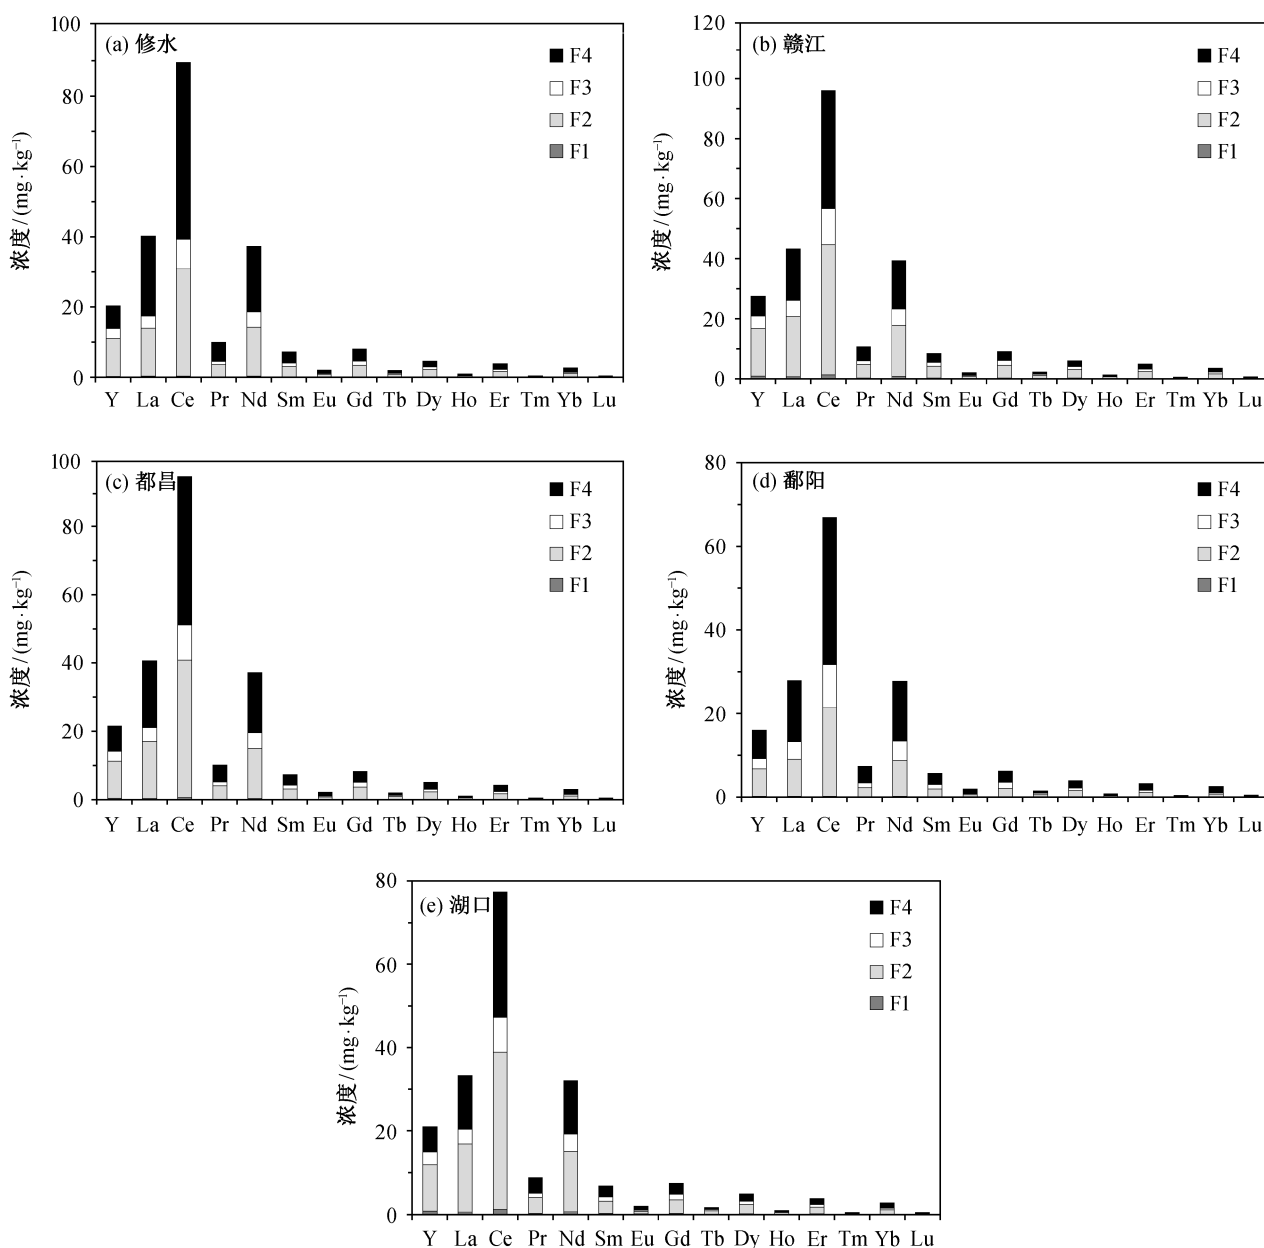 (a) 修水
F4
F3
F2
F1
100
80
60
40
20
0
浓度/(mg·kg⁻¹)
Y La Ce Pr Nd Sm Eu Gd Tb Dy Ho Er Tm Yb Lu
(b) 赣江
F4
F3
F2
F1
120
100
80
60
40
20
0
浓度/(mg·kg⁻¹)
Y La Ce Pr Nd Sm Eu Gd Tb Dy Ho Er Tm Yb Lu
(c) 都昌
F4
F3
F2
F1
100
80
60
40
20
0
浓度/(mg·kg⁻¹)
Y La Ce Pr Nd Sm Eu Gd Tb Dy Ho Er Tm Yb Lu
(d) 鄱阳
F4
F3
F2
F1
80
60
40
20
0
浓度/(mg·kg⁻¹)
Y La Ce Pr Nd Sm Eu Gd Tb Dy Ho Er Tm Yb Lu
(e) 湖口
F4
F3
F2
F1
80
60
40
20
0
浓度/(mg·kg⁻¹)
Y La Ce Pr Nd Sm Eu Gd Tb Dy Ho Er Tm Yb Lu